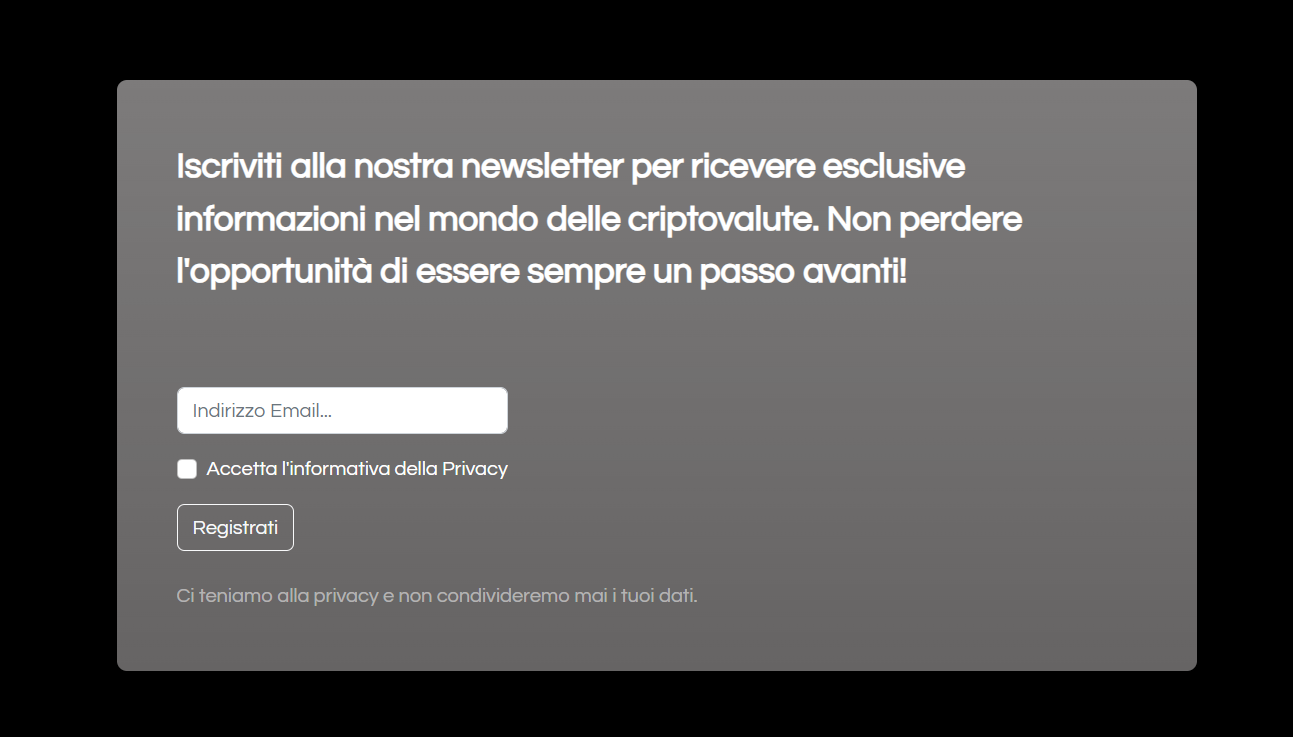 Iscriviti alla nostra newsletter per ricevere esclusive
informazioni nel mondo delle criptovalute. Non perdere
l'opportunità di essere sempre un passo avanti!
Indirizzo Email...
Accetta l'informativa della Privacy
Registrati
Ci teniamo alla privacy e non condivideremo mai i tuoi dati.